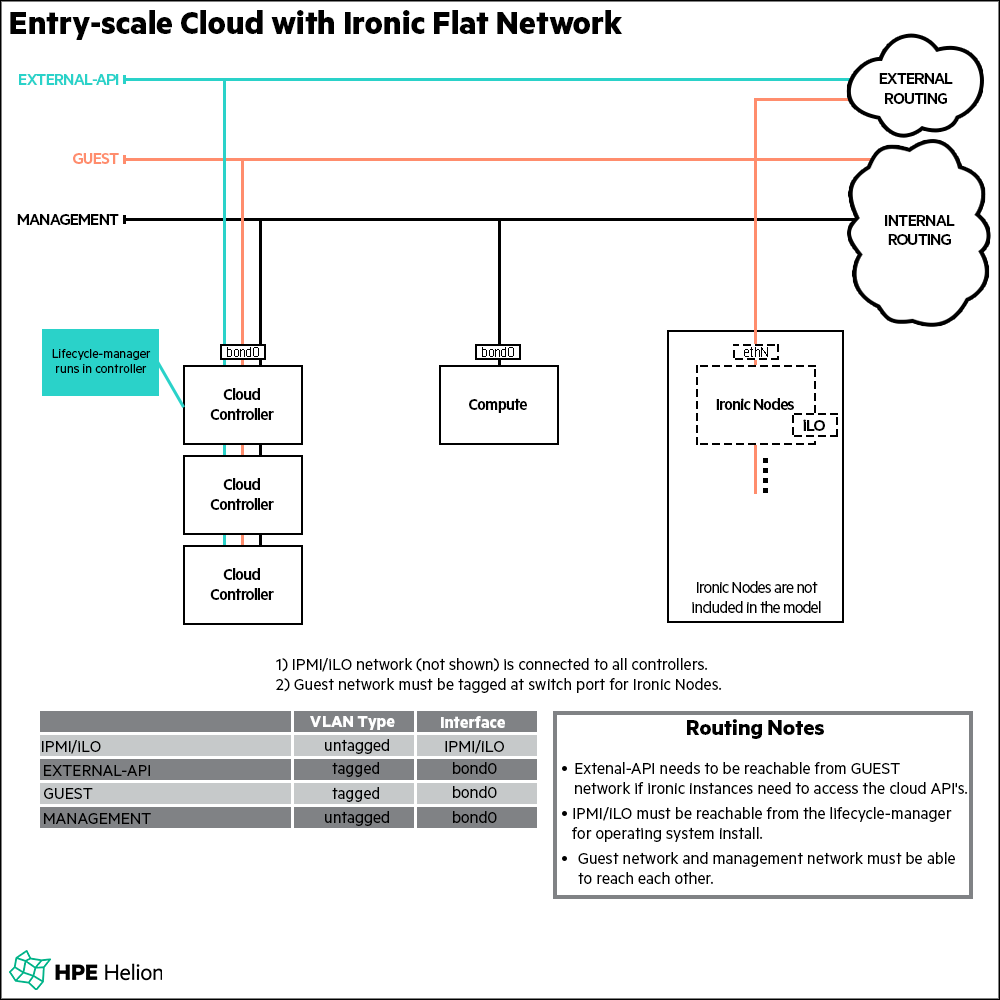 Entry-scale Cloud with Ironic Flat Network
EXTERNAL-API
EXTERNAL
ROUTING
GUEST
MANAGEMENT
INTERNAL
ROUTING
Lifecycle-manager
runs in controller
bond0
bond0
ethN
Cloud
Controller
Compute
Ironic Nodes
iLO
Cloud
Controller
Cloud
Controller
Ironic Nodes are not
included in the model
1) IPMI/iLO network (not shown) is connected to all controllers.
2) Guest network must be tagged at switch port for Ironic Nodes.
VLAN Type Interface
IPMI/iLO untagged IPMI/iLO
EXTERNAL-API tagged bond0
GUEST tagged bond0
MANAGEMENT untagged bond0
Routing Notes
• Extenal-API needs to be reachable from GUEST
network if ironic instances need to access the cloud API's.
• IPMI/iLO must be reachable from the lifecycle-manager
for operating system install.
• Guest network and management network must be able
to reach each other.
HPE Helion